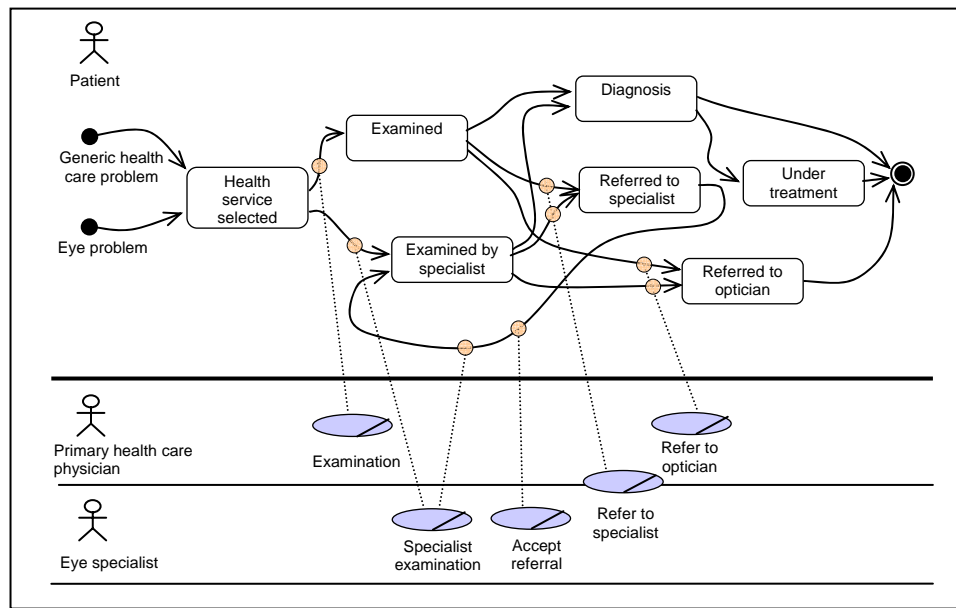 Patient
Generic health
care problem
Eye problem
Health
service
selected
Examined
Examined by
specialist
Diagnosis
Referred to
specialist
Under
treatment
Referred to
optician
Primary health care
physician
Examination
Refer to
optician
Eye specialist
Specialist
examination
Accept
referral
Refer to
specialist